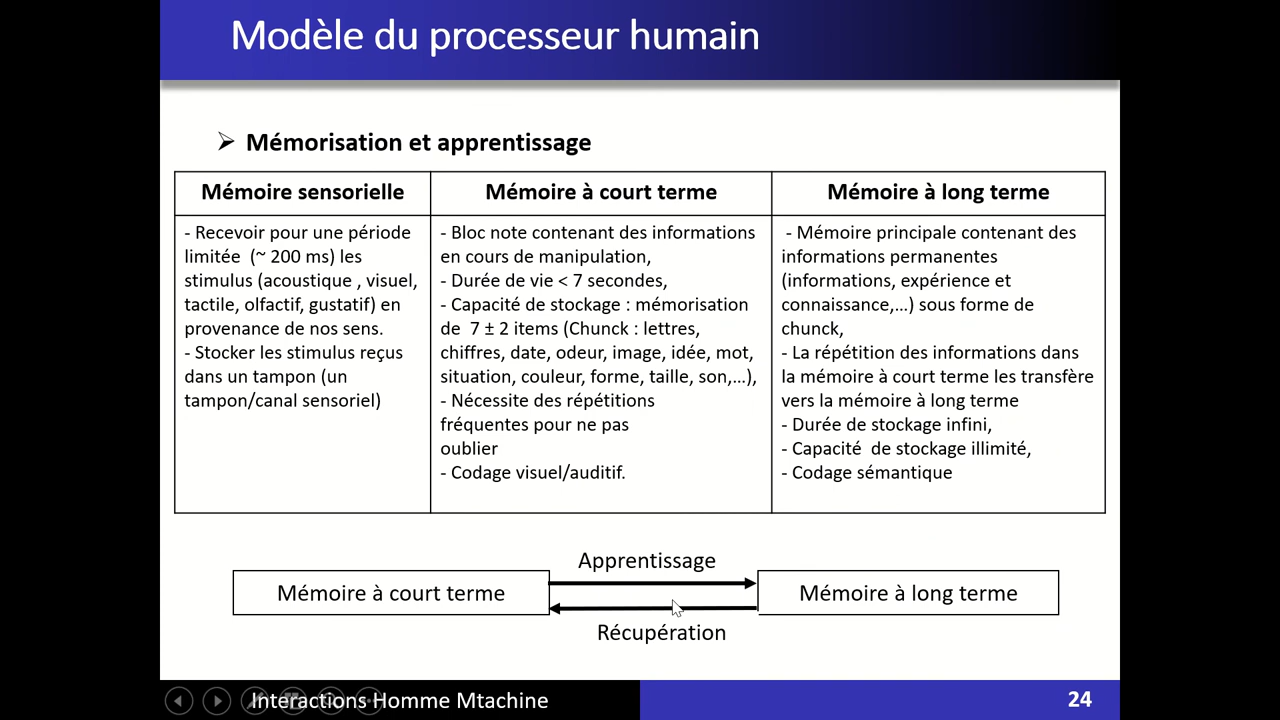 Modèle du processeur humain
Mémorisation et apprentissage
Mémoire sensorielle
- Recevoir pour une période
limitée (~ 200 ms) les
stimulus (acoustique , visuel,
tactile, olfactif, gustatif) en
provenance de nos sens.
- Stocker les stimulus reçus
dans un tampon (un
tampon/canal sensoriel)
Mémoire à court terme
- Bloc note contenant des informations
en cours de manipulation,
- Durée de vie < 7 secondes,
- Capacité de stockage : mémorisation
de 7 ± 2 items (Chunck : lettres,
chiffres, date, odeur, image, idée, mot,
situation, couleur, forme, taille, son,...),
- Nécessite des répétitions
fréquentes pour ne pas
oublier
- Codage visuel/auditif.
Mémoire à long terme
- Mémoire principale contenant des
informations permanentes
(informations, expérience et
connaissance,...) sous forme de
chunck,
- La répétition des informations dans
la mémoire à court terme les transfère
vers la mémoire à long terme
- Durée de stockage infini,
- Capacité de stockage illimité,
- Codage sémantique
Apprentissage
Mémoire à court terme
Mémoire à long terme
Récupération
Interactions Homme Mtachine
24